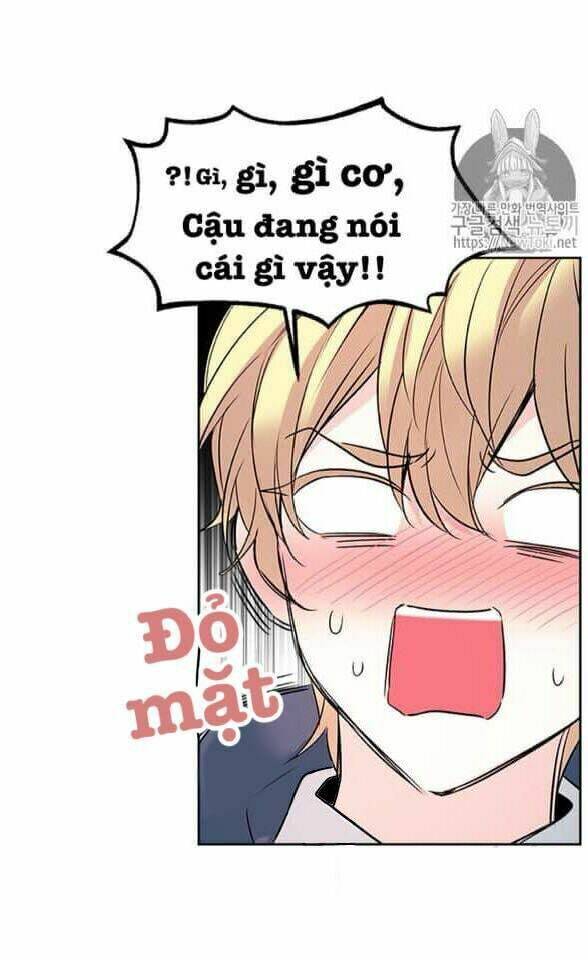 ?! Gì, gì, gì cơ,
Cậu đang nói
cái gì vậy!!
가장 빠른 만화 번역사이트
구글검색 뉴토끼
https://newtoki.net
Đỏ
mặt